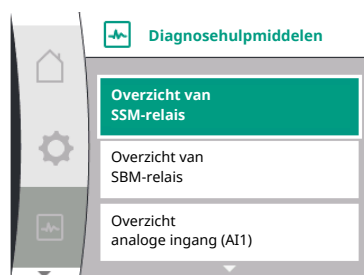 Diagnosehulpmiddelen
Overzicht van
SSM-relais
Overzicht van
SBM-relais
Overzicht
analoge ingang (AI1)